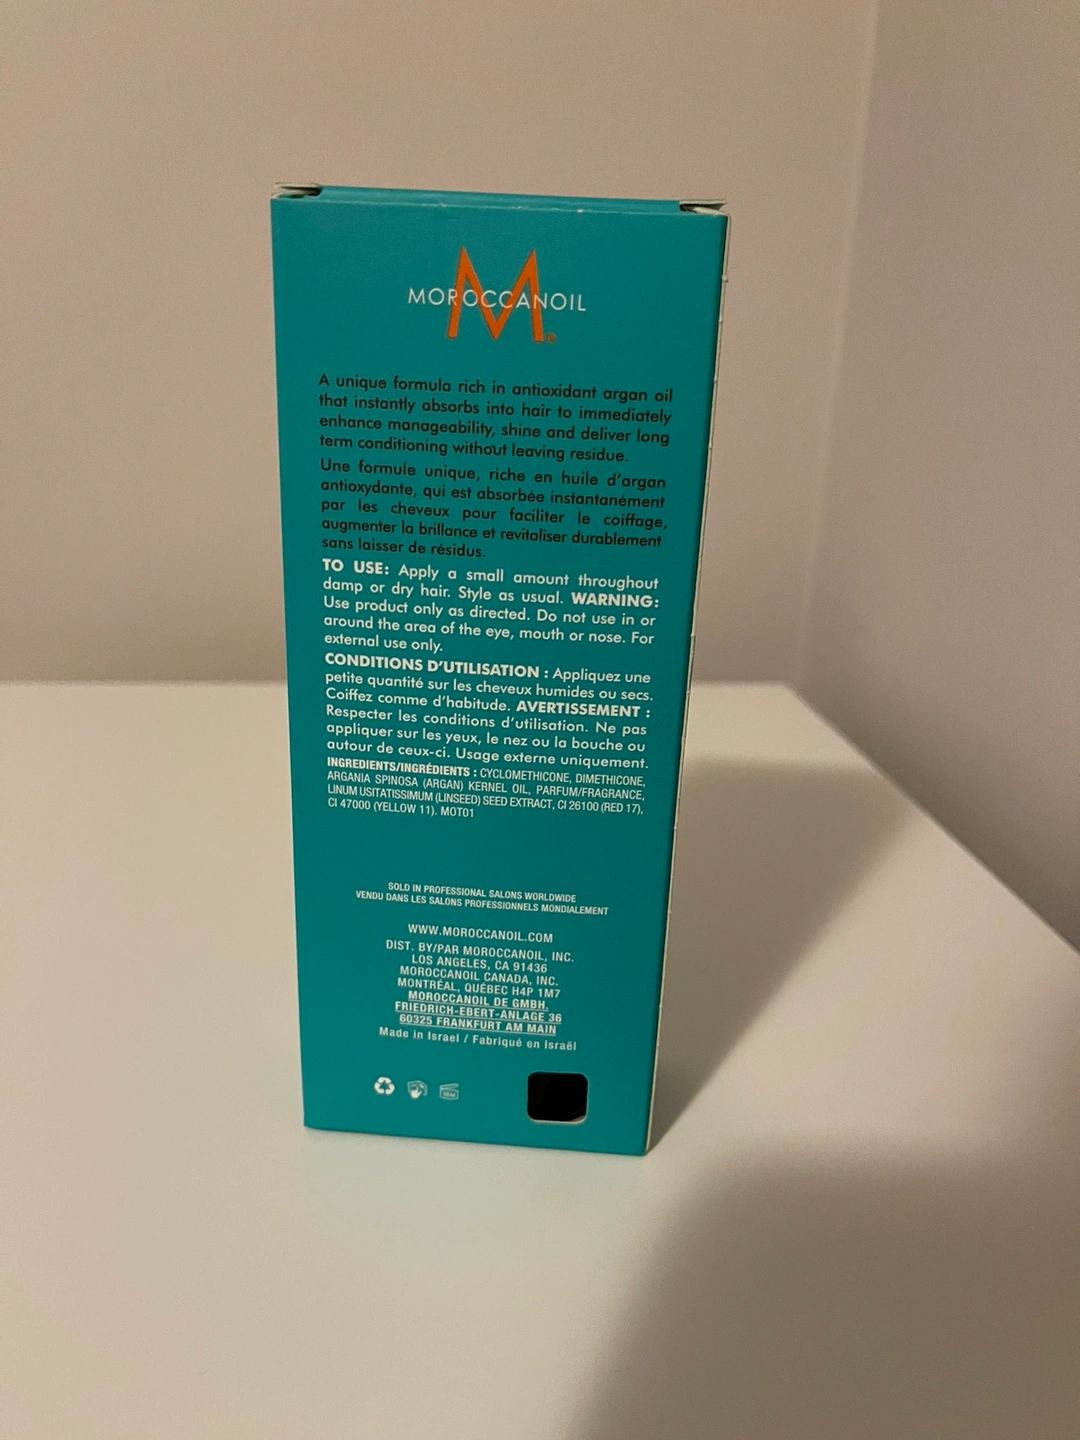 MOROCCANOIL
M®
A unique formula rich in antioxidant argan oil
that instantly absorbs into hair to immediately
enhance manageability, shine and deliver long
term conditioning without leaving residue.
Une formule unique, riche en huile d'argan
antioxydante, qui est absorbée instantanément
par les cheveux pour faciliter le coiffage,
augmenter la brillance et revitaliser durablement
sans laisser de résidus.
TO USE: Apply a small amount throughout
damp or dry hair. Style as usual. WARNING:
Use product only as directed. Do not use in or
around the area of the eye, mouth or nose. For
external use only.
CONDITIONS D'UTILISATION : Appliquez une
petite quantité sur les cheveux humides ou secs.
Coiffez comme d'habitude. AVERTISSEMENT :
Respecter les conditions d'utilisation. Ne pas
appliquer sur les yeux, le nez ou la bouche ou
autour de ceux-ci. Usage externe uniquement.
INGREDIENTS/INGRÉDIENTS : CYCLOMETHICONE, DIMETHICONE,
ARGANIA SPINOSA (ARGAN) KERNEL OIL, PARFUM/FRAGRANCE,
LINUM USITATISSIMUM (LINSEED) SEED EXTRACT, CI 26100 (RED 17),
CI 47000 (YELLOW 11). MOT01
SOLD IN PROFESSIONAL SALONS WORLDWIDE
VENDU DANS LES SALONS PROFESSIONNELS MONDIALEMENT
WWW.MOROCCANOIL.COM
DIST. BY/PAR MOROCCANOIL, INC.
LOS ANGELES, CA 91436
MOROCCANOIL CANADA, INC.
MONTRÉAL, QUÉBEC H4P 1M7
MOROCCANOIL DE GMBH.
FRIEDRICH-EBERT-ANLAGE 36
60325 FRANKFURT AM MAIN
Made in Israel / Fabriqué en Israël